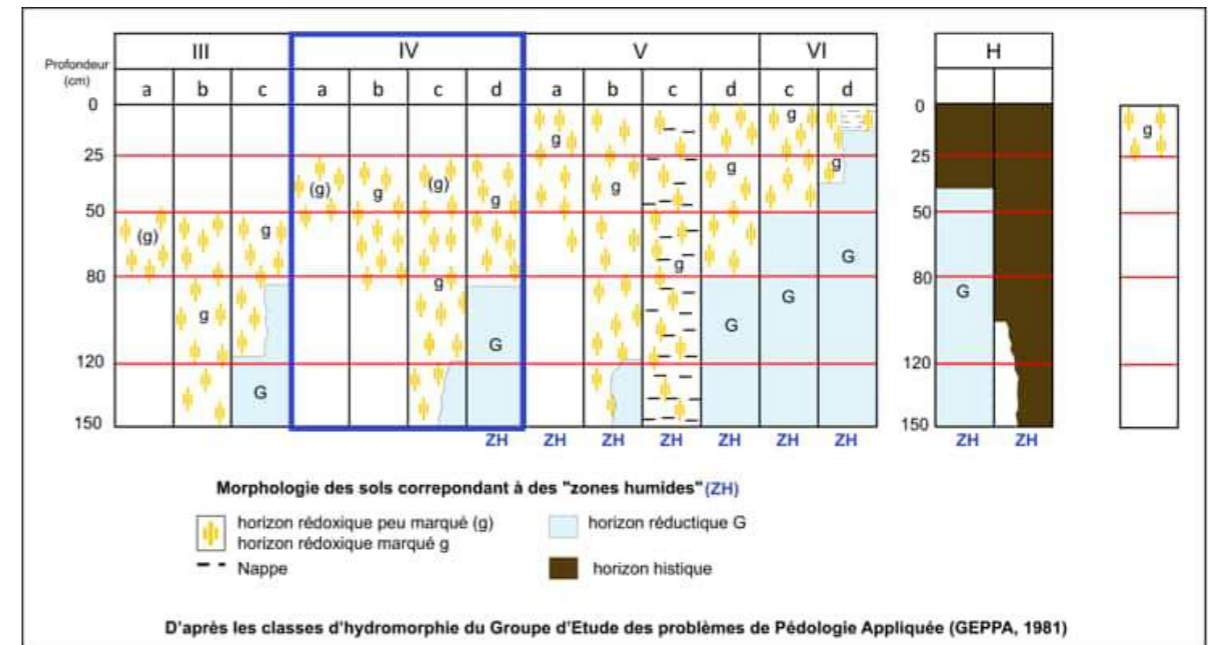 III IV V VI H
Profondeur
(cm)
a b c a b c d a b c d c d
0 0
g g g
25 25
g (g) g (g) g g g g
50 50
(g) g g
80 80
g g G G G G
120 120
G
150 150
ZH ZH ZH ZH ZH ZH ZH ZH ZH
Morphologie des sols correpondant à des "zones humides"(ZH)
horizon rédoxique peu marqué (g) horizon réductique G
horizon rédoxique marqué g
Nappe horizon histique
D'après les classes d'hydromorphie du Groupe d'Etude des problèmes de Pédologie Appliquée (GEPPA, 1981)